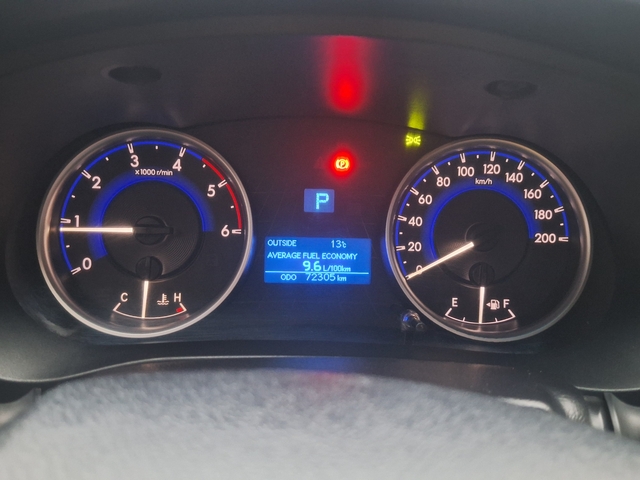 0 1 2 3 4 5 6
x1000 r/min
C H
P
OUTSIDE 13°C
AVERAGE FUEL ECONOMY
9.6 L/100km
ODO 72305 km
0 20 40 60 80 100 120 140 160 180 200
km/h
E F